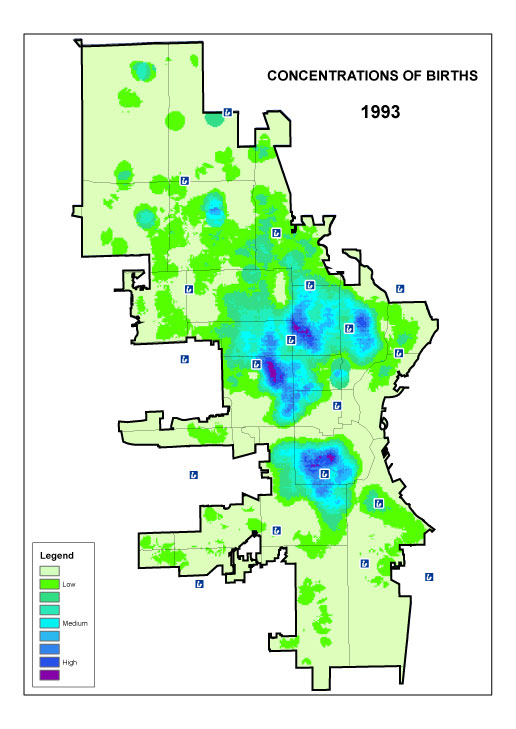 CONCENTRATIONS OF BIRTHS
1993
Legend
Low
Medium
High